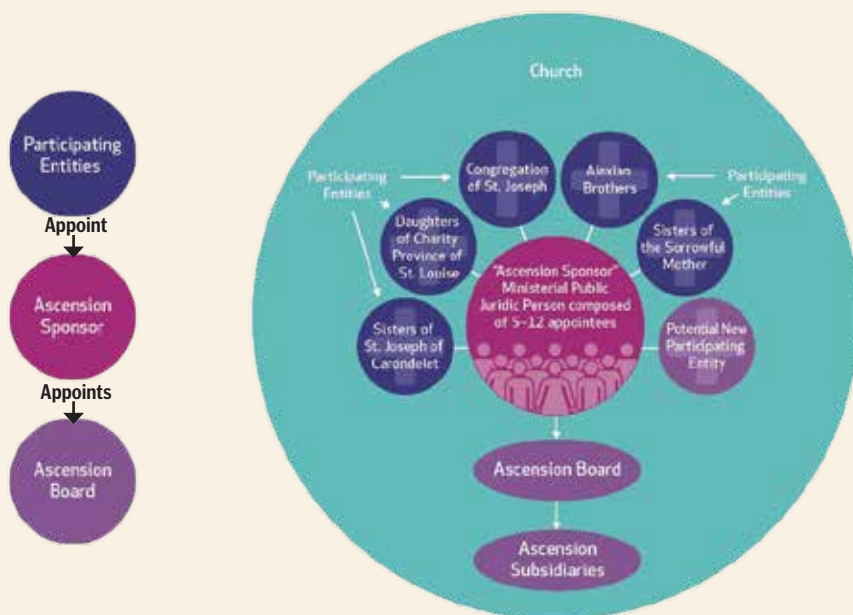 Participating
Entities
Appoint
Ascension
Sponsor
Appoints
Ascension
Board
Church
Participating
Entities
Congregation
of St. Joseph
Alexian
Brothers
Participating
Entities
Daughters
of Charity
Province of
St. Louise
Sisters of
the Sorrowful
Mother
"Ascension Sponsor"
Ministerial Public
Juridic Person composed
of 5-12 appointees
Sisters of
St. Joseph of
Carondelet
Potential New
Participating
Entity
Ascension Board
Ascension
Subsidiaries